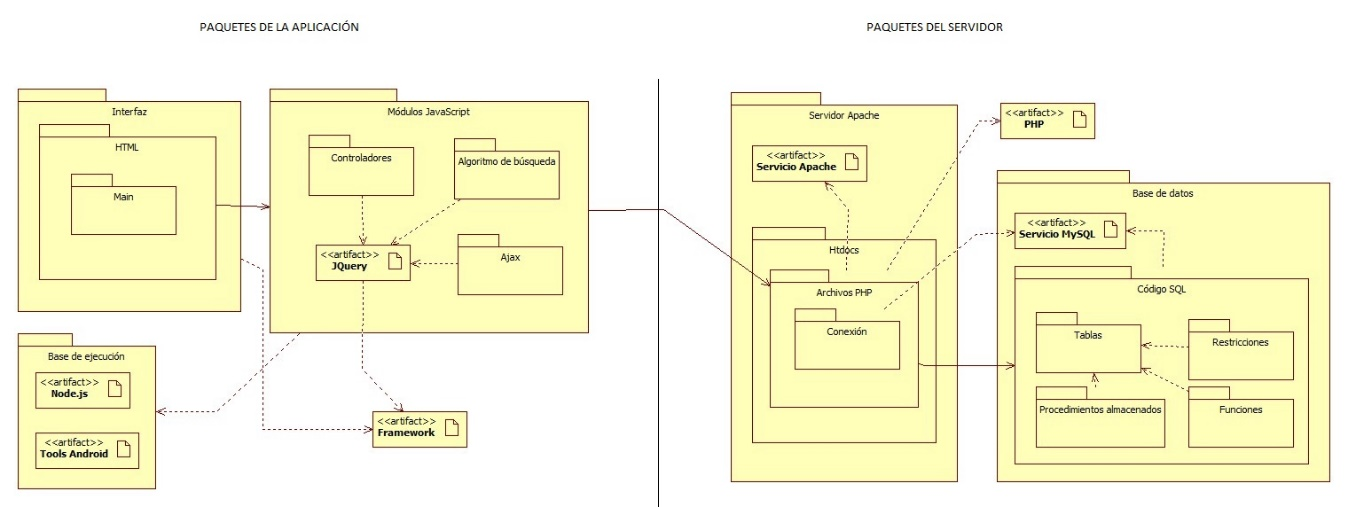 PAQUETES DE LA APLICACIÓN
Interfaz
HTML
Main
Módulos JavaScript
Controladores
Algoritmo de búsqueda
<<artifact>>
JQuery
Ajax
Base de ejecución
<<artifact>>
Node.js
<<artifact>>
Tools Android
<<artifact>>
Framework
PAQUETES DEL SERVIDOR
Servidor Apache
<<artifact>>
Servicio Apache
Htdocs
Archivos PHP
Conexión
<<artifact>>
PHP
Base de datos
<<artifact>>
Servicio MySQL
Código SQL
Tablas
Restricciones
Procedimientos almacenados
Funciones